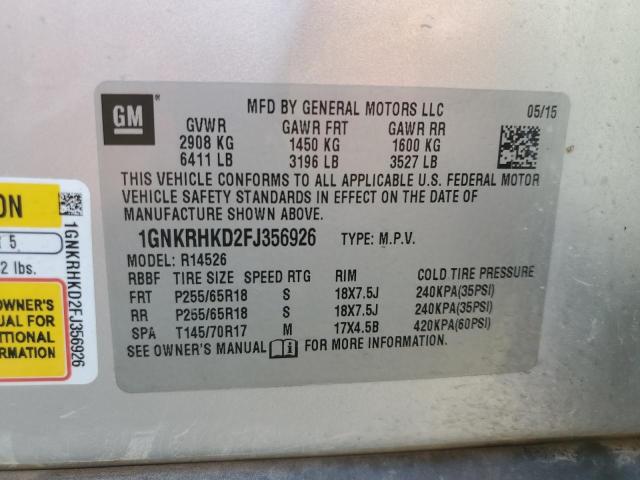 GM
MFD BY GENERAL MOTORS LLC 05/15
GVWR GAWR FRT GAWR RR
2908 KG 1450 KG 1600 KG
6411 LB 3196 LB 3527 LB
THIS VEHICLE CONFORMS TO ALL APPLICABLE U.S. FEDERAL MOTOR
VEHICLE SAFETY STANDARDS IN EFFECT ON THE DATE OF
MANUFACTURE SHOWN ABOVE.
1GNKRHKD2FJ356926 TYPE: M.P.V.
MODEL: R14526
RBBF TIRE SIZE SPEED RTG RIM COLD TIRE PRESSURE
FRT P255/65R18 S 18X7.5J 240KPA(35PSI)
RR P255/65R18 S 18X7.5J 240KPA(35PSI)
SPA T145/70R17 M 17X4.5B 420KPA(60PSI)
SEE OWNER'S MANUAL FOR MORE INFORMATION.
ON
5
2 lbs.
OWNER'S
UAL FOR
ITIONAL
MATION
1GNKRHKD2FJ356926